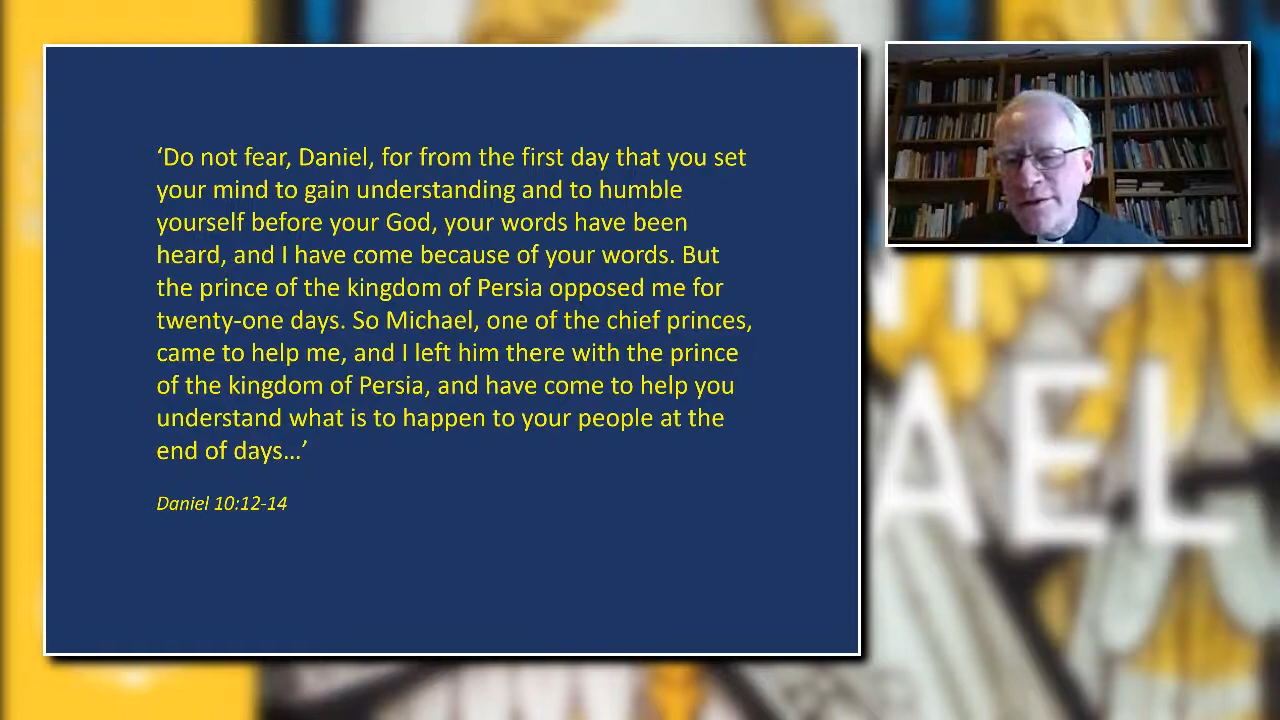 ‘Do not fear, Daniel, for from the first day that you set
your mind to gain understanding and to humble
yourself before your God, your words have been
heard, and I have come because of your words. But
the prince of the kingdom of Persia opposed me for
twenty-one days. So Michael, one of the chief princes,
came to help me, and I left him there with the prince
of the kingdom of Persia, and have come to help you
understand what is to happen to your people at the
end of days…’
Daniel 10:12-14
AEL